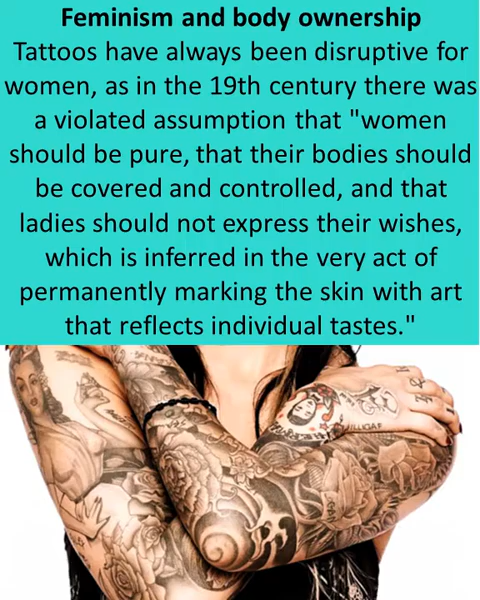 Feminism and body ownership
Tattoos have always been disruptive for
women, as in the 19th century there was
a violated assumption that "women
should be pure, that their bodies should
be covered and controlled, and that
ladies should not express their wishes,
which is inferred in the very act of
permanently marking the skin with art
that reflects individual tastes."